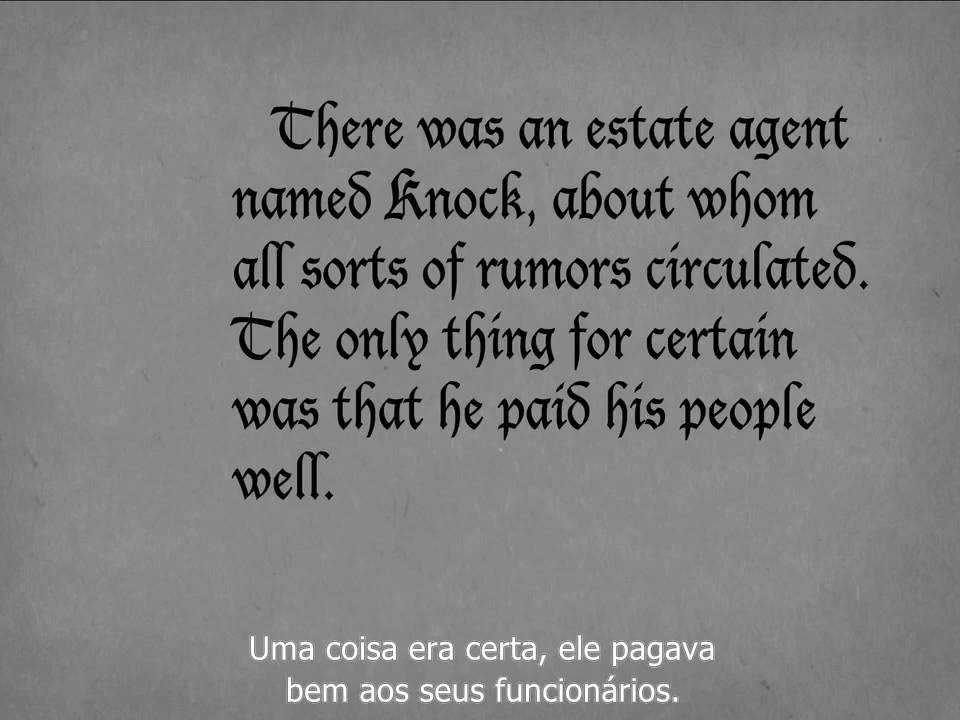 There was an estate agent
named Knock, about whom
all sorts of rumors circulated.
The only thing for certain
was that he paid his people
well.
Uma coisa era certa, ele pagava
bem aos seus funcionários.